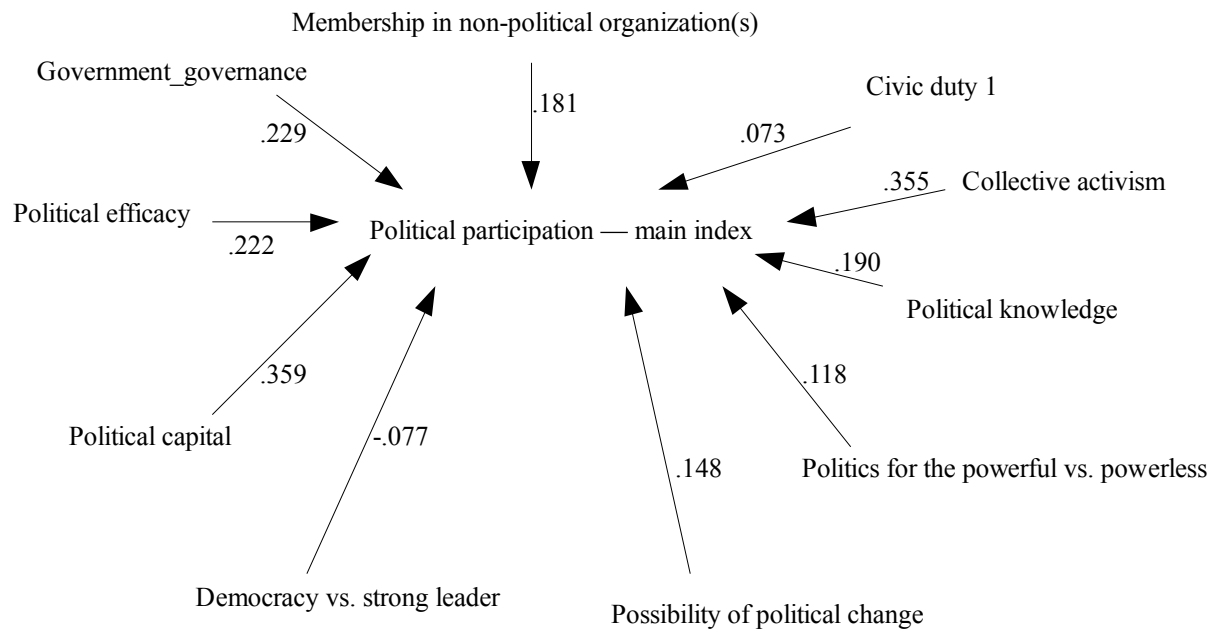 Membership in non-political organization(s)
Government_governance
Civic duty 1
.181
.229
.073
.355
Collective activism
Political efficacy
.222
Political participation — main index
.190
Political knowledge
.359
.118
Political capital
-.077
.148
Politics for the powerful vs. powerless
Democracy vs. strong leader
Possibility of political change